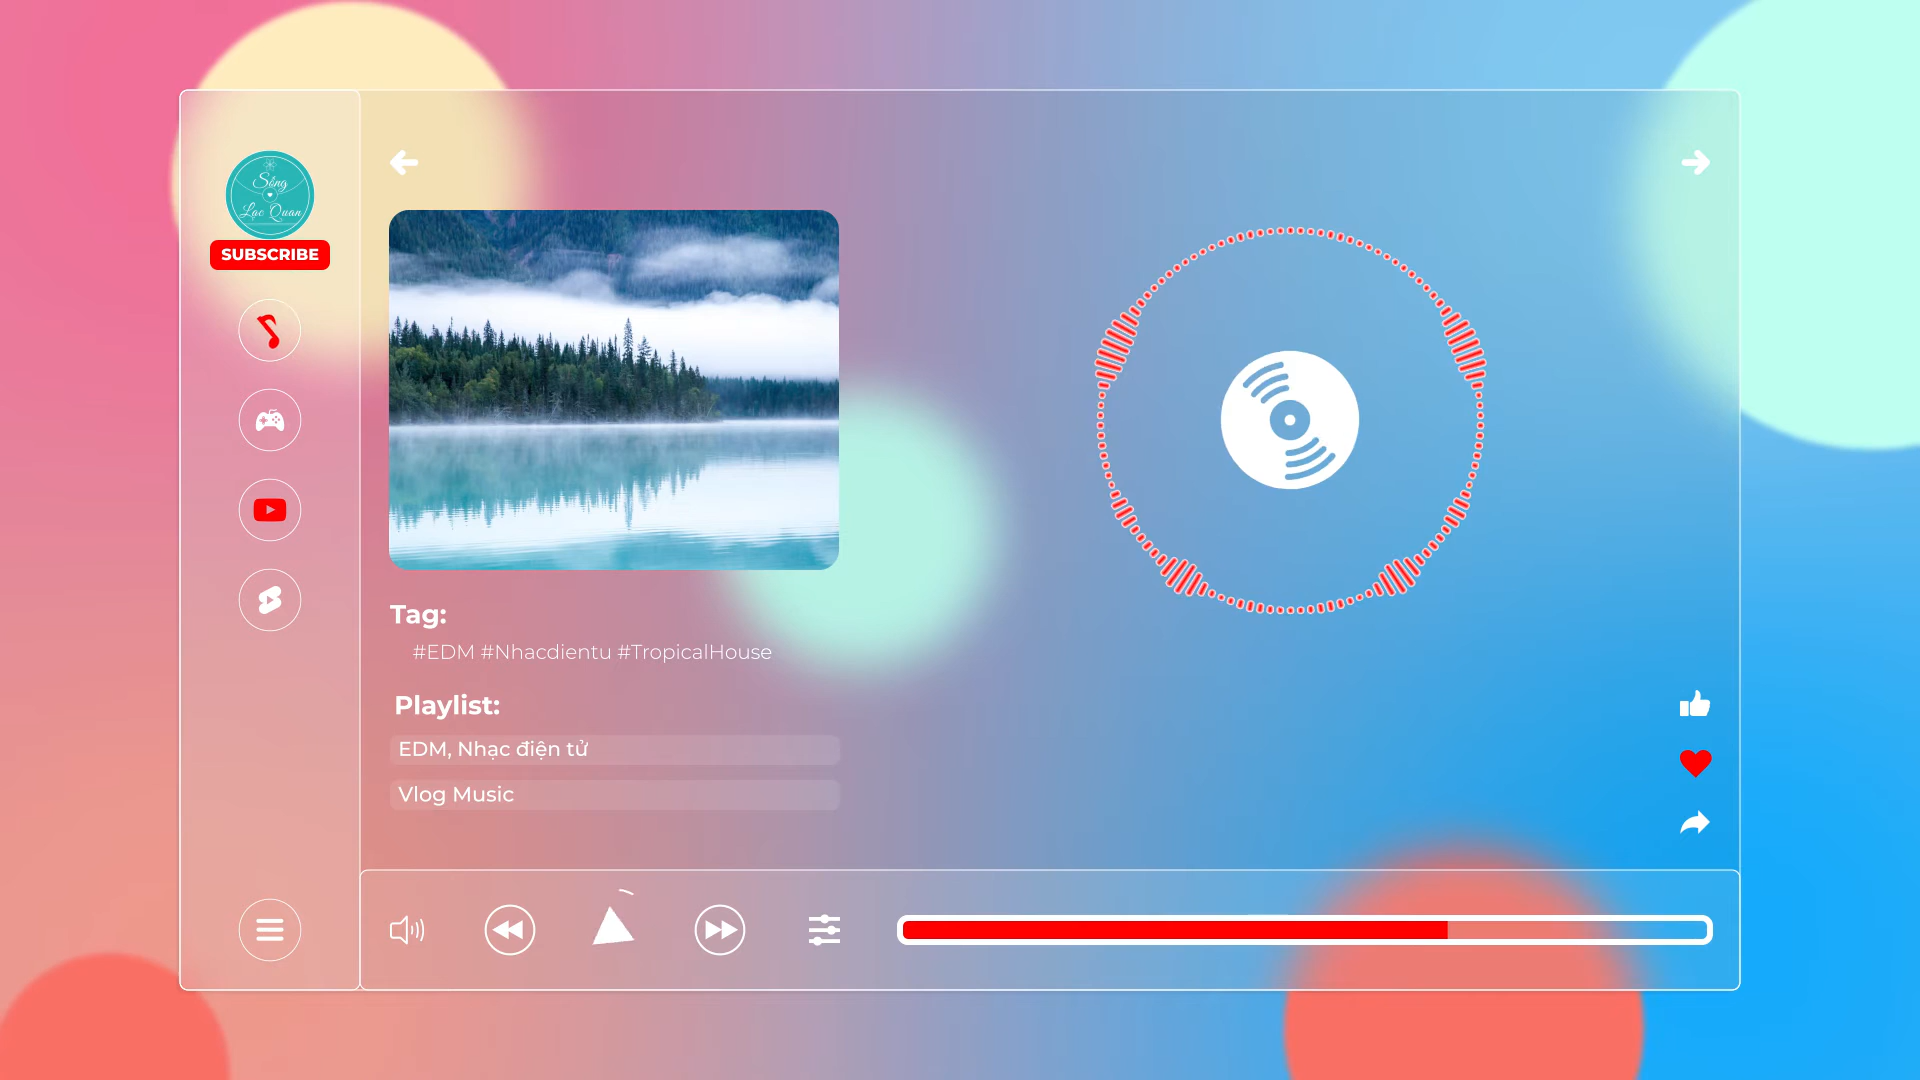 Sống
Lạc Quan
SUBSCRIBE
Tag:
#EDM #Nhacdientu #TropicalHouse
Playlist:
EDM, Nhạc điện tử
Vlog Music